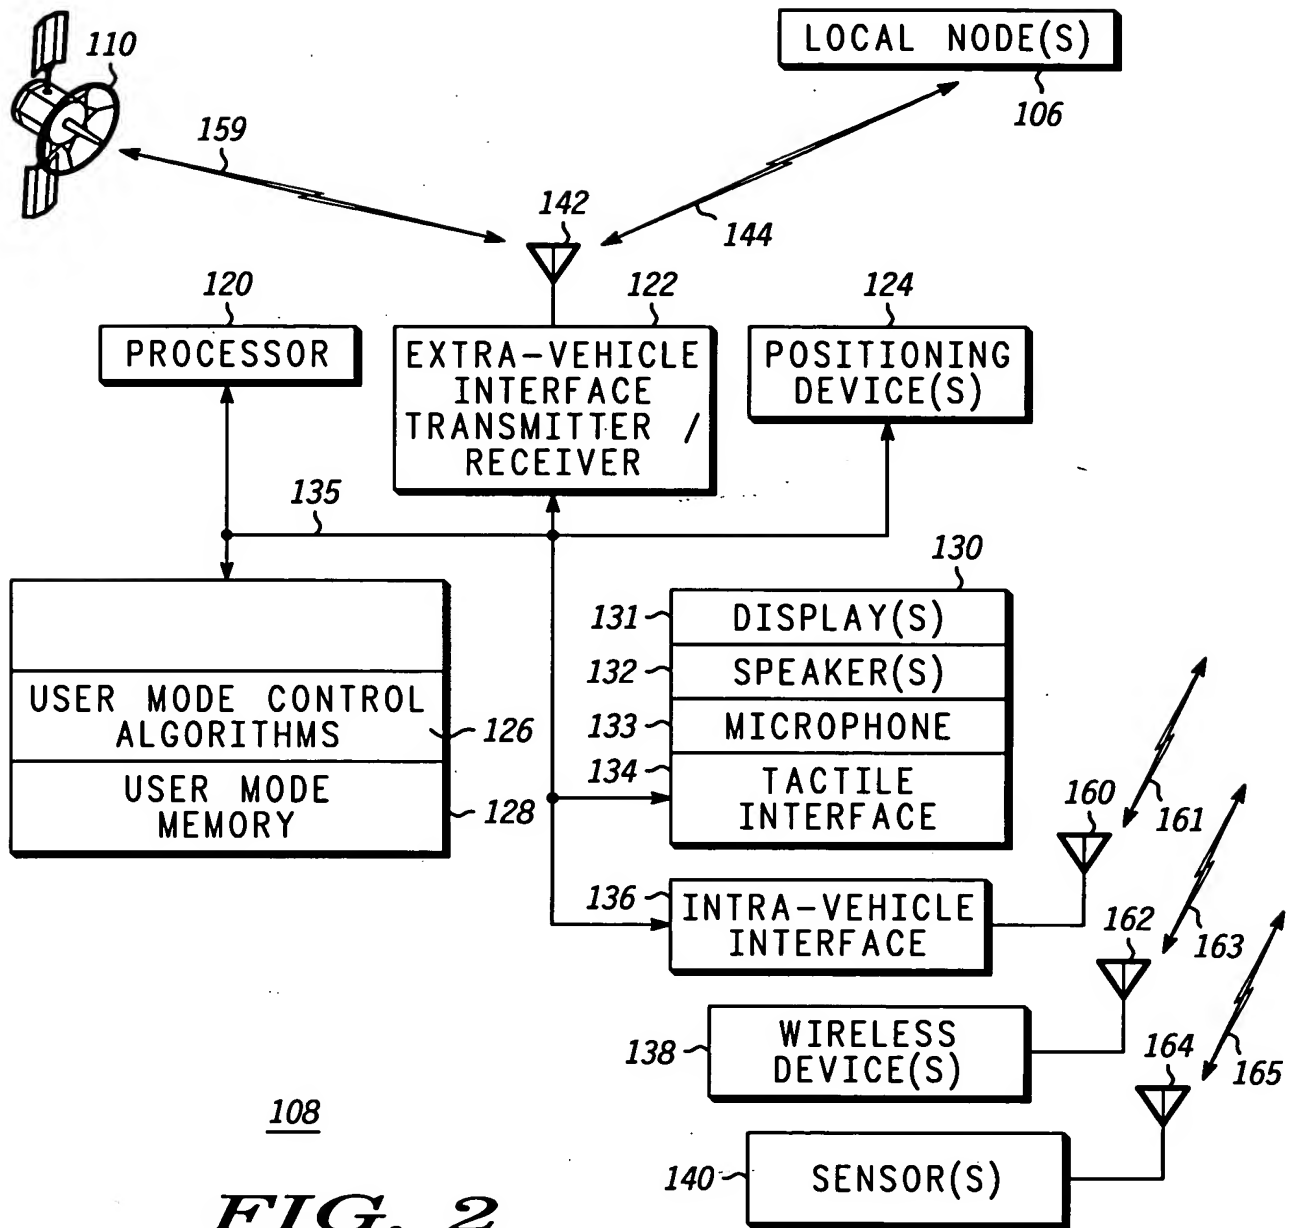 110
LOCAL NODE(S)
106
159
142
144
120
122
124
PROCESSOR
EXTRA-VEHICLE
INTERFACE
TRANSMITTER /
RECEIVER
POSITIONING
DEVICE(S)
135
130
131
DISPLAY(S)
132
SPEAKER(S)
USER MODE CONTROL
ALGORITHMS
126
133
MICROPHONE
USER MODE
MEMORY
128
134
TACTILE
INTERFACE
160
161
136
INTRA-VEHICLE
INTERFACE
162
163
138
WIRELESS
DEVICE(S)
164
165
108
140
SENSOR(S)
FIG. 2